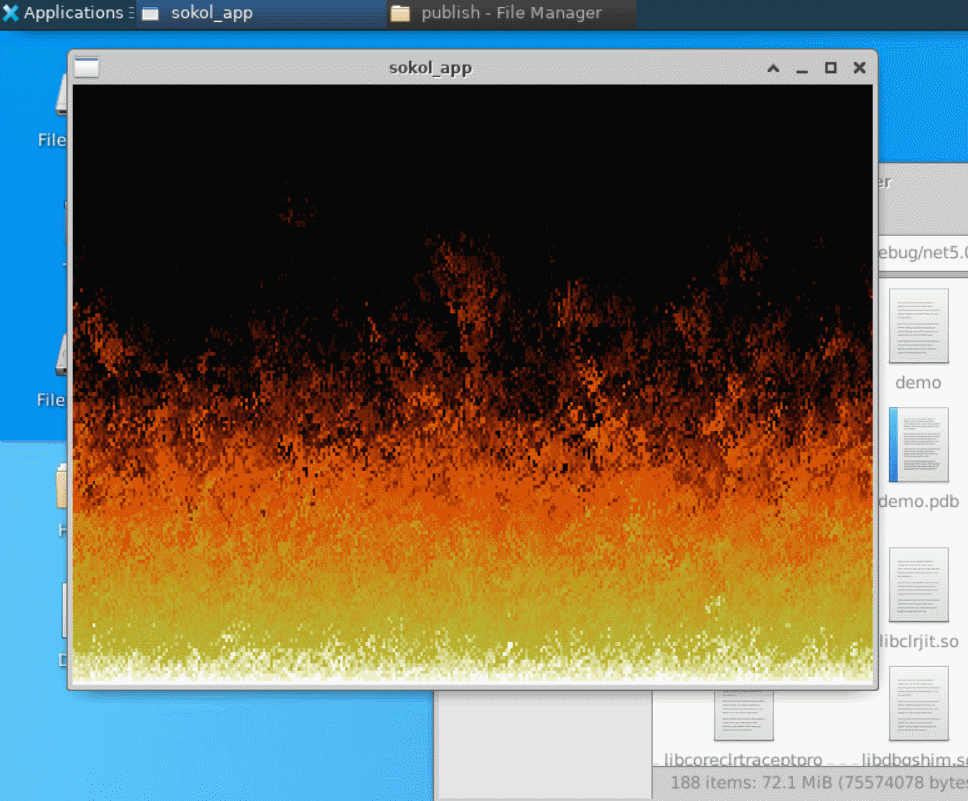 Applications
sokol_app
publish - File Manager
sokol_app
File
er
ebug/net5.0
demo
File
demo.pdb
H
libclrjit.so
D
libcoreclrtraceptpro
libdbgshim.so
188 items: 72.1 MiB (75574078 bytes